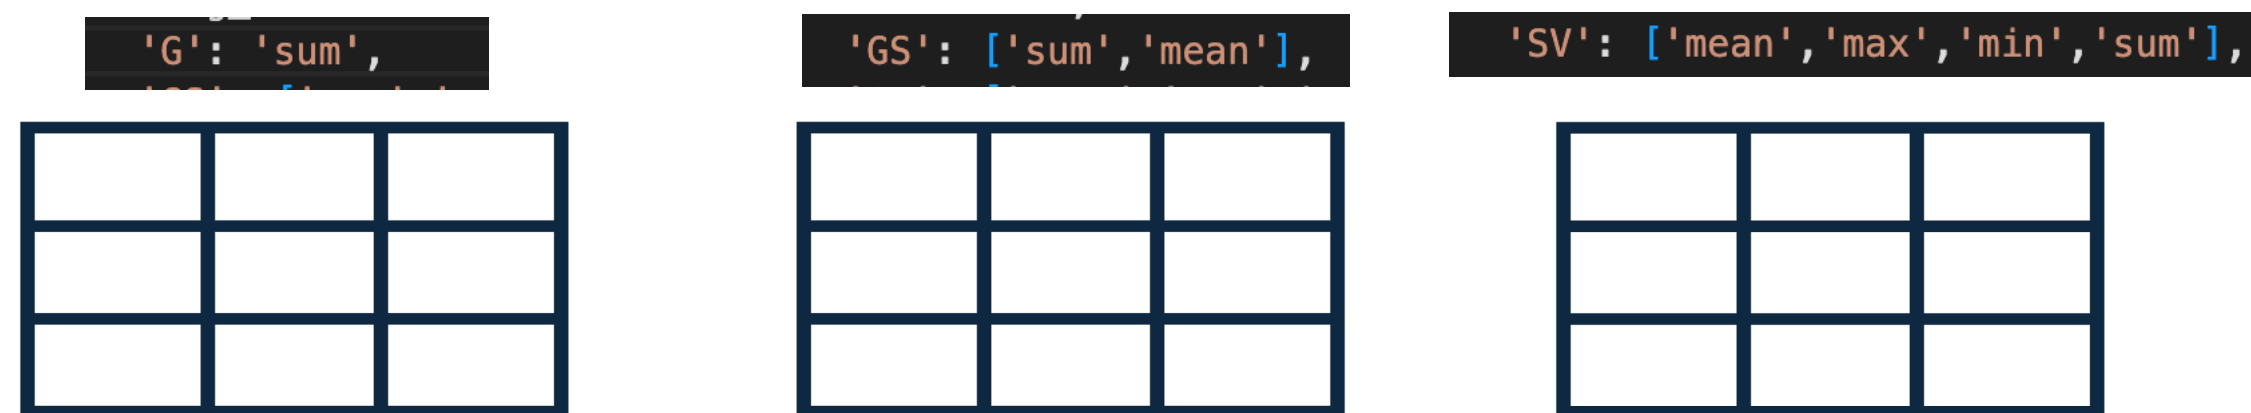 'G': 'sum',
'GS': ['sum','mean'],
'SV': ['mean','max','min','sum'],